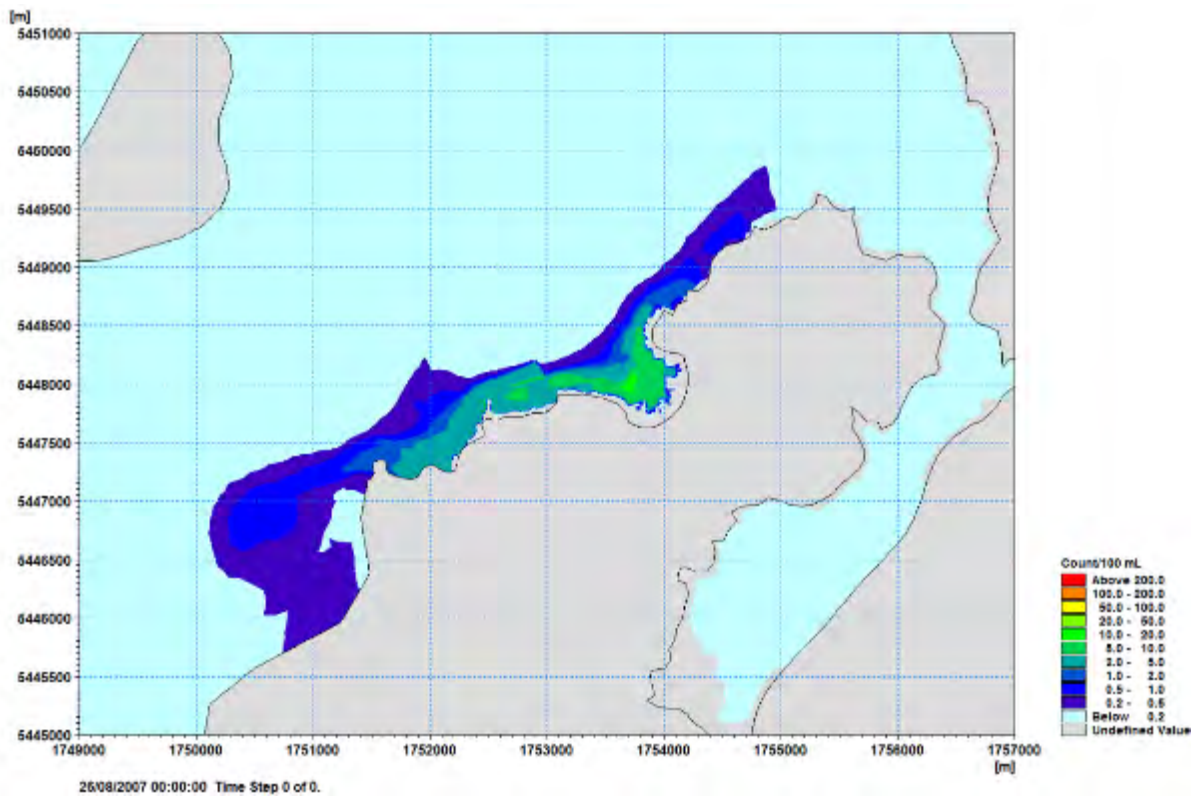 [m]
5451000
5450500
5450000
5449500
5449000
5448500
5448000
5447500
5447000
5446500
5446000
5445500
5445000
1749000 1750000 1751000 1752000 1753000 1754000 1755000 1756000 1757000
[m]
Count/100 mL
Above 200.0
100.0 - 200.0
50.0 - 100.0
20.0 - 50.0
10.0 - 20.0
5.0 - 10.0
2.0 - 5.0
1.0 - 2.0
0.5 - 1.0
0.2 - 0.5
Below 0.2
Undefined Value
25/08/2007 00:00:00 Time Step 0 of 0.